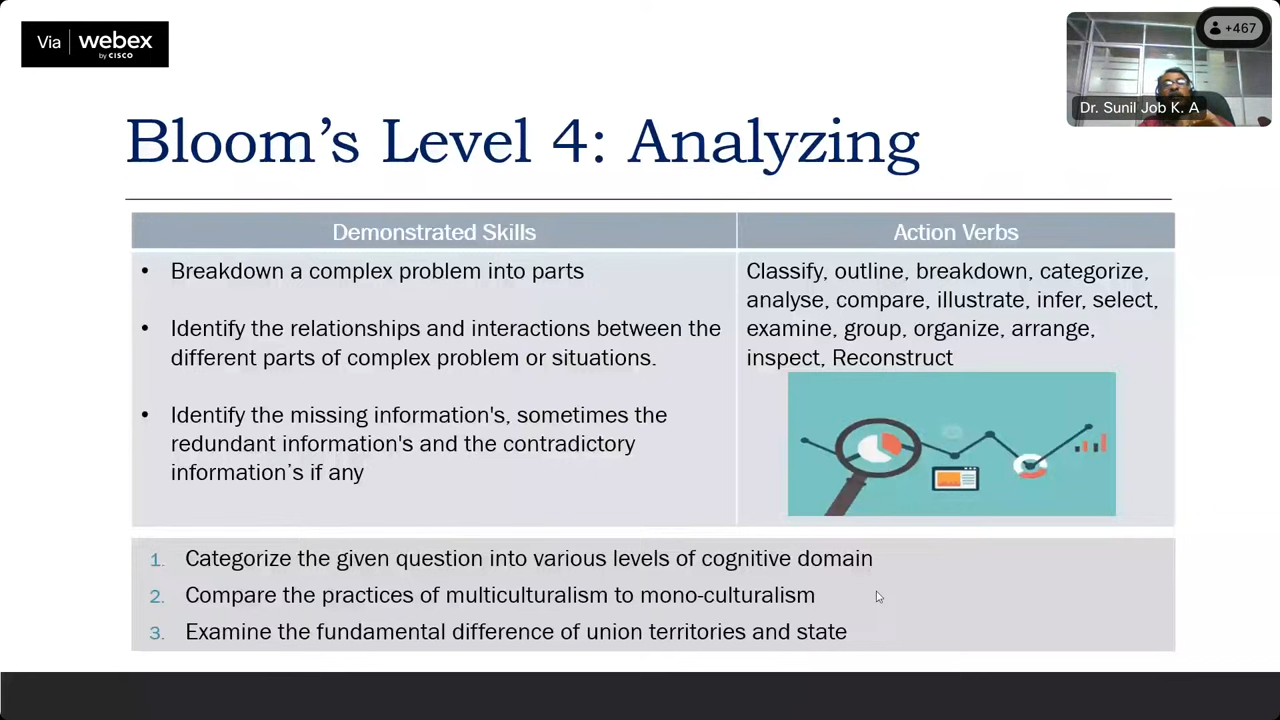 Via webex
by CISCO
+467
Dr. Sunil Job K. A
Bloom’s Level 4: Analyzing
Demonstrated Skills
Action Verbs
• Breakdown a complex problem into parts
• Identify the relationships and interactions between the
different parts of complex problem or situations.
• Identify the missing information's, sometimes the
redundant information's and the contradictory
information’s if any
Classify, outline, breakdown, categorize,
analyse, compare, illustrate, infer, select,
examine, group, organize, arrange,
inspect, Reconstruct
1. Categorize the given question into various levels of cognitive domain
2. Compare the practices of multiculturalism to mono-culturalism
3. Examine the fundamental difference of union territories and state